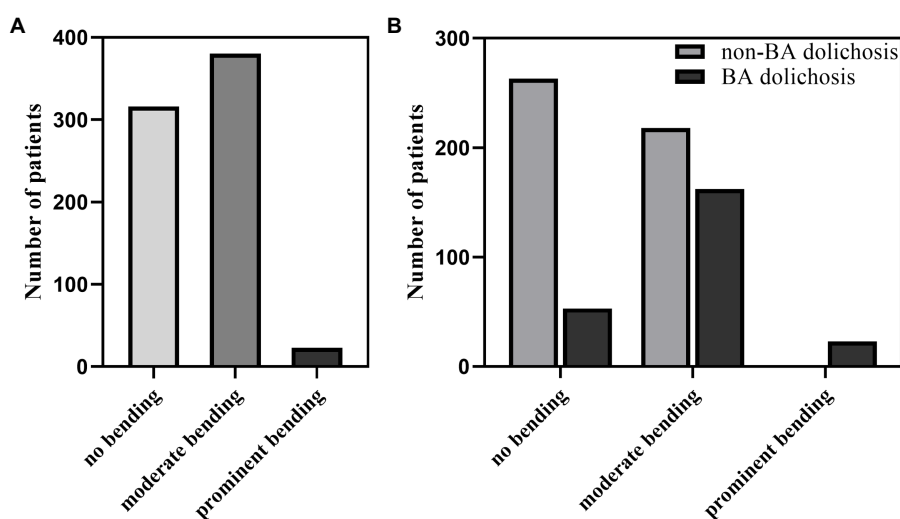 A
Number of patients
400
300
200
100
0
no bending
moderate bending
prominent bending
B
Number of patients
300
200
100
0
non-BA dolichosis
BA dolichosis
no bending
moderate bending
prominent bending